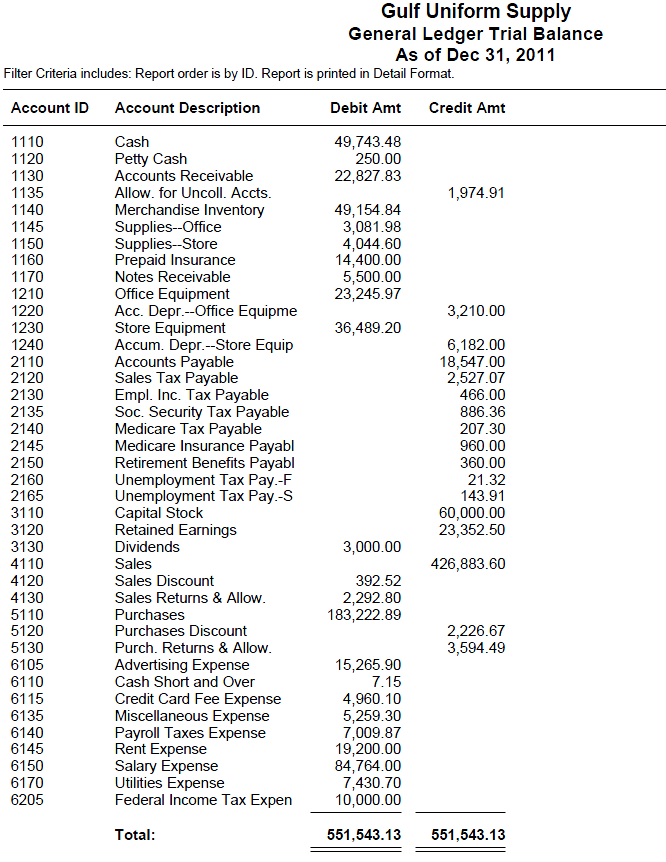 Gulf Uniform Supply
General Ledger Trial Balance
As of Dec 31, 2011
Filter Criteria includes: Report order is by ID. Report is printed in Detail Format.
Account ID Account Description Debit Amt Credit Amt
1110 Cash 49,743.48
1120 Petty Cash 250.00
1130 Accounts Receivable 22,827.83
1135 Allow. for Uncoll. Accts. 1,974.91
1140 Merchandise Inventory 49,154.84
1145 Supplies--Office 3,081.98
1150 Supplies--Store 4,044.60
1160 Prepaid Insurance 14,400.00
1170 Notes Receivable 5,500.00
1210 Office Equipment 23,245.97
1220 Acc. Depr.--Office Equipme 3,210.00
1230 Store Equipment 36,489.20
1240 Accum. Depr.--Store Equip 6,182.00
2110 Accounts Payable 18,547.00
2120 Sales Tax Payable 2,527.07
2130 Empl. Inc. Tax Payable 466.00
2135 Soc. Security Tax Payable 886.36
2140 Medicare Tax Payable 207.30
2145 Medicare Insurance Payabl 960.00
2150 Retirement Benefits Payabl 360.00
2160 Unemployment Tax Pay.-F 21.32
2165 Unemployment Tax Pay.-S 143.91
3110 Capital Stock 60,000.00
3120 Retained Earnings 23,352.50
3130 Dividends 3,000.00
4110 Sales 426,883.60
4120 Sales Discount 392.52
4130 Sales Returns & Allow. 2,292.80
5110 Purchases 183,222.89
5120 Purchases Discount 2,226.67
5130 Purch. Returns & Allow. 3,594.49
6105 Advertising Expense 15,265.90
6110 Cash Short and Over 7.15
6115 Credit Card Fee Expense 4,960.10
6135 Miscellaneous Expense 5,259.30
6140 Payroll Taxes Expense 7,009.87
6145 Rent Expense 19,200.00
6150 Salary Expense 84,764.00
6170 Utilities Expense 7,430.70
6205 Federal Income Tax Expen 10,000.00
Total: 551,543.13 551,543.13